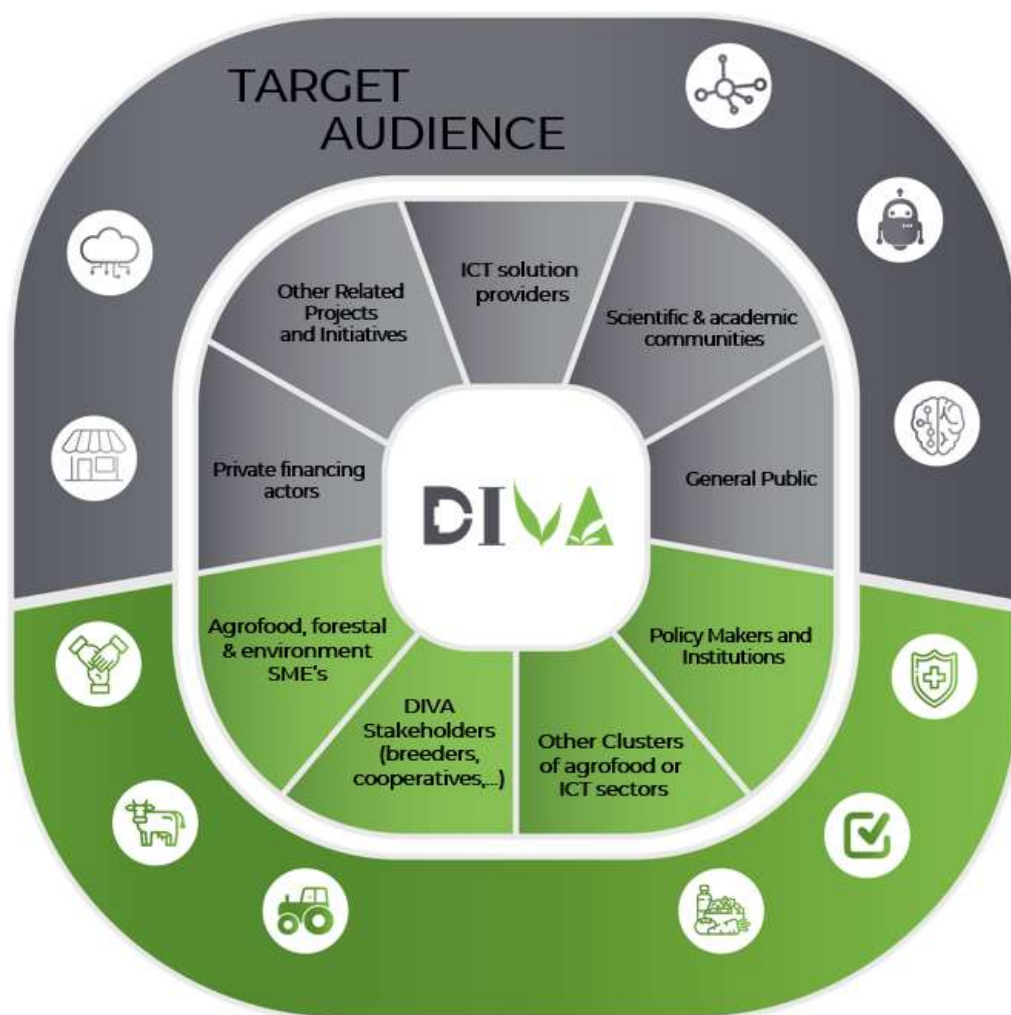 TARGET
AUDIENCE
Other Related
Projects
and Initiatives
ICT solution
providers
Scientific & academic
communities
Private financing
actors
General Public
DIVA
Agrofood, forestal
& environment
SME's
DIVA
Stakeholders
(breeders,
cooperatives,...)
Other Clusters
of agrofood or
ICT sectors
Policy Makers and
Institutions